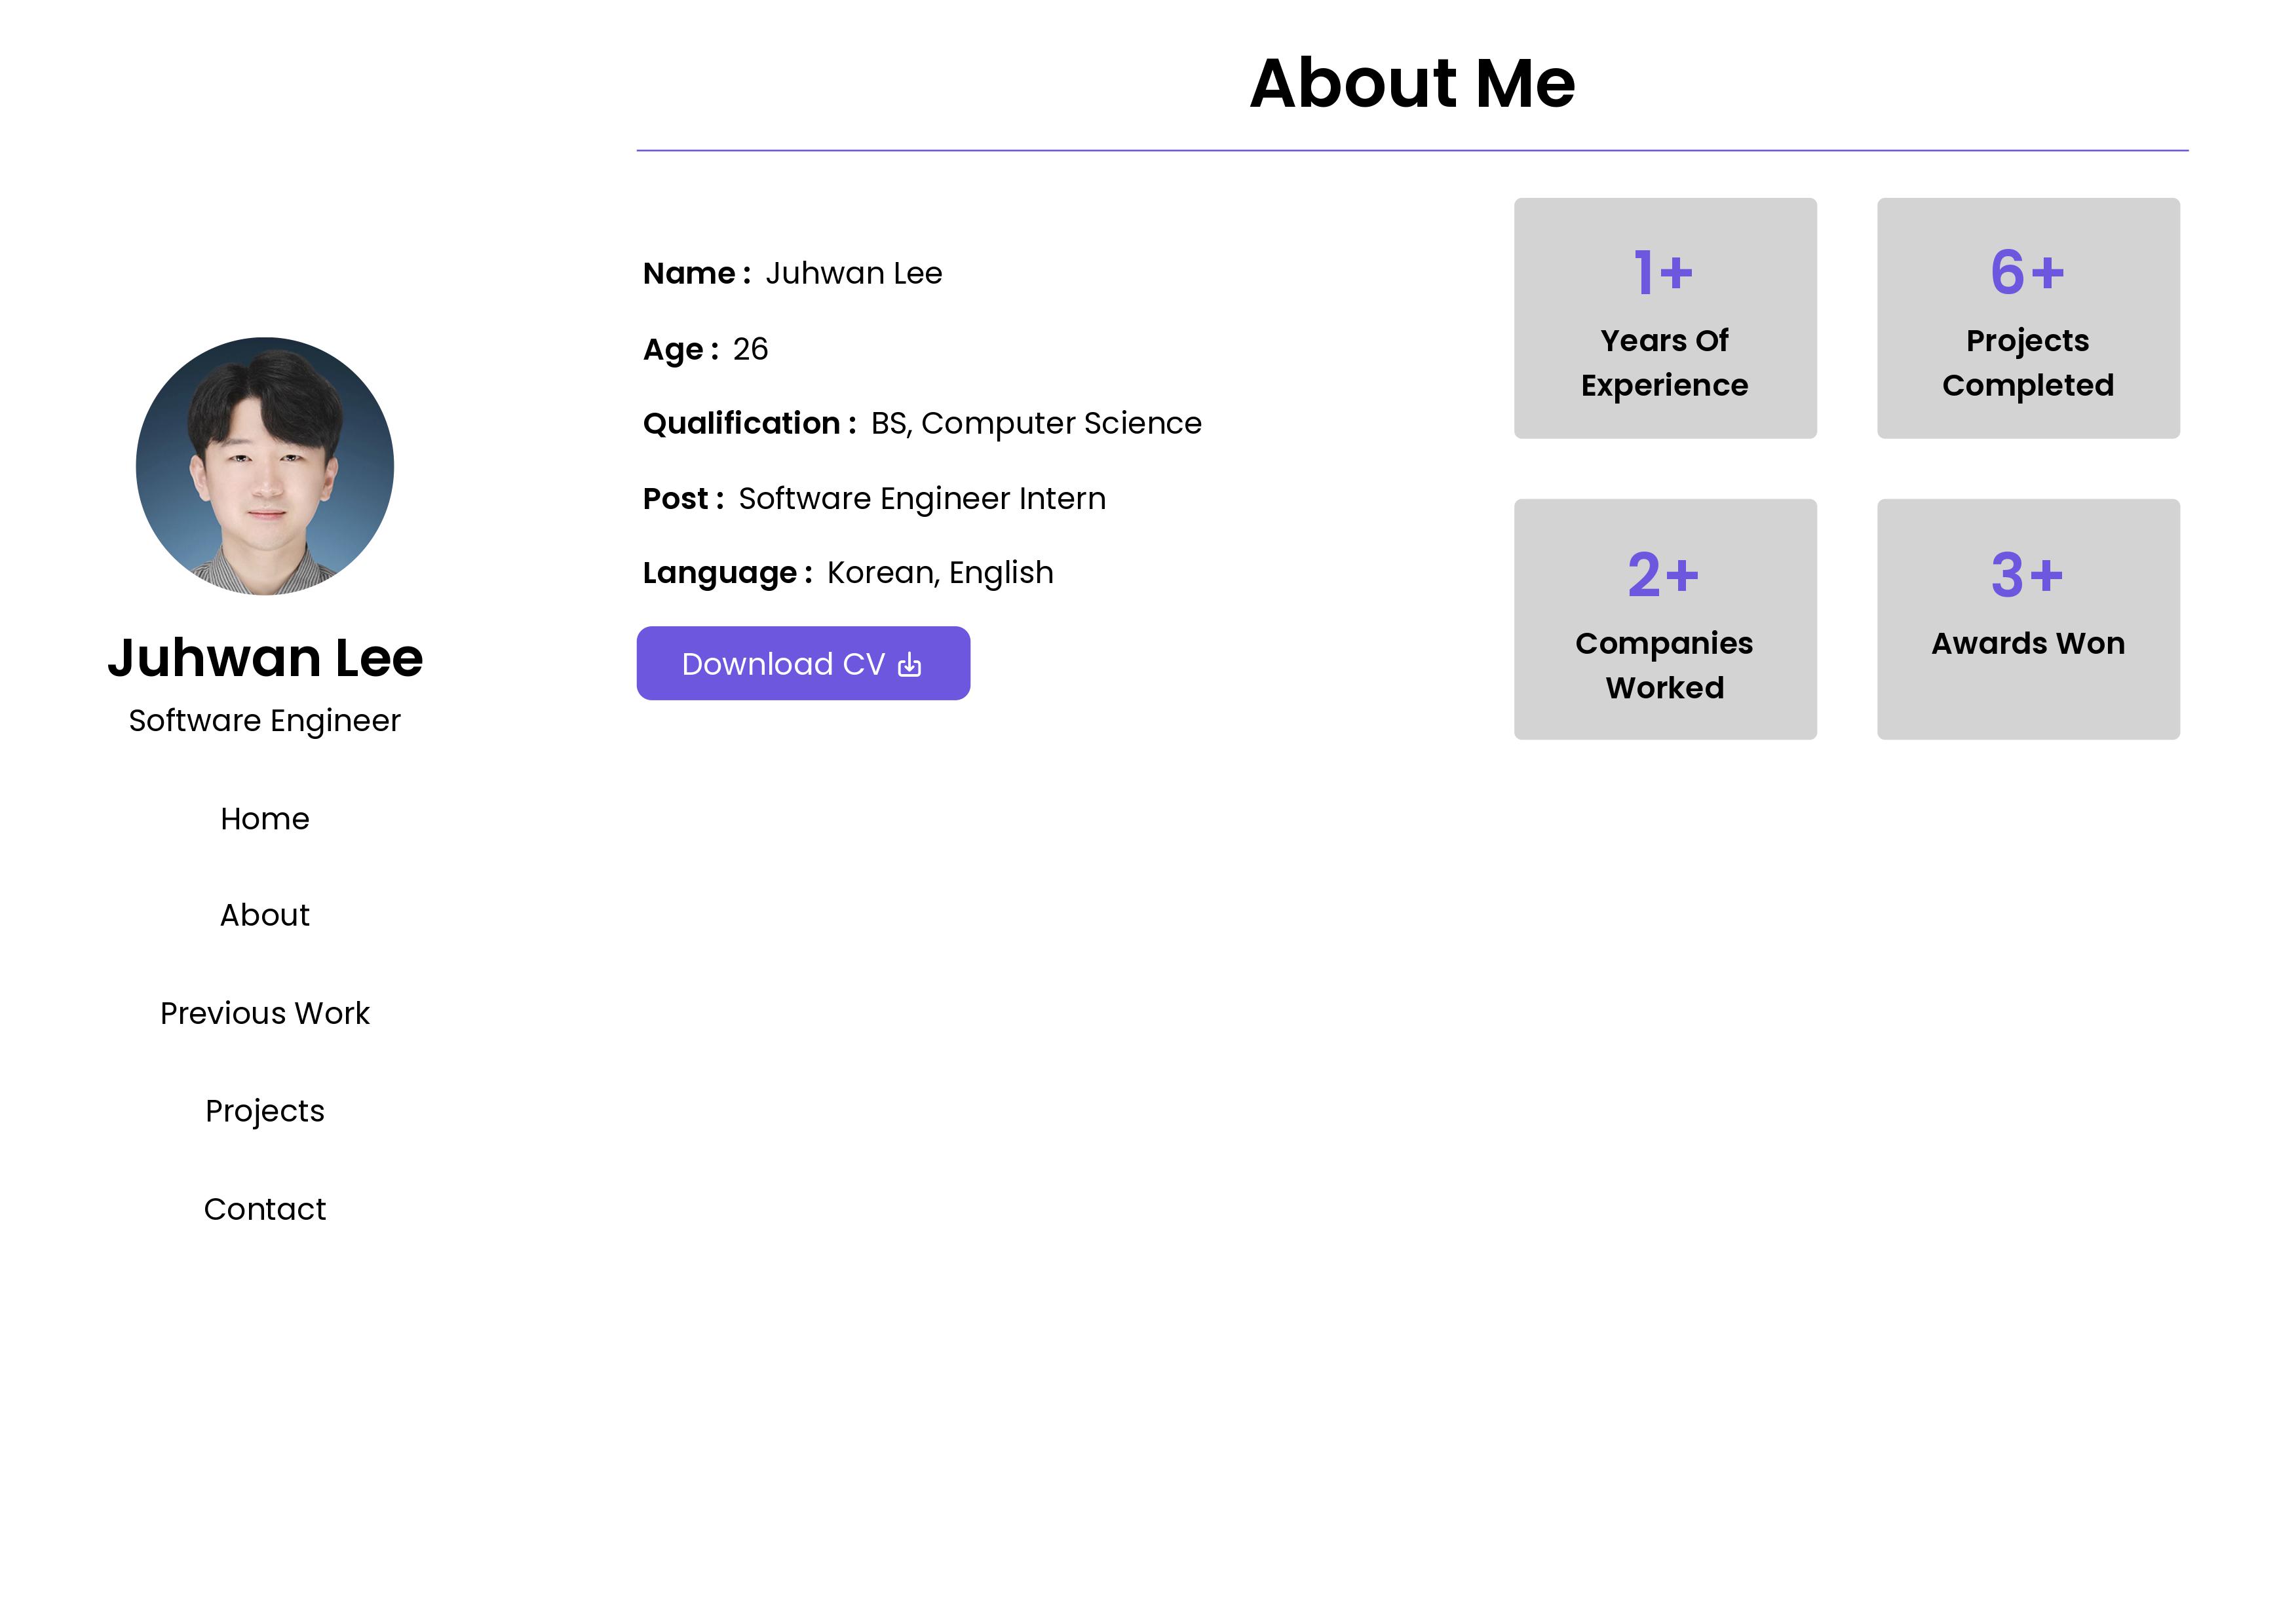 About Me
Juhwan Lee
Software Engineer
Home
About
Previous Work
Projects
Contact
Name : Juhwan Lee
Age : 26
Qualification : BS, Computer Science
Post : Software Engineer Intern
Language : Korean, English
Download CV
1+
Years Of
Experience
6+
Projects
Completed
2+
Companies
Worked
3+
Awards Won